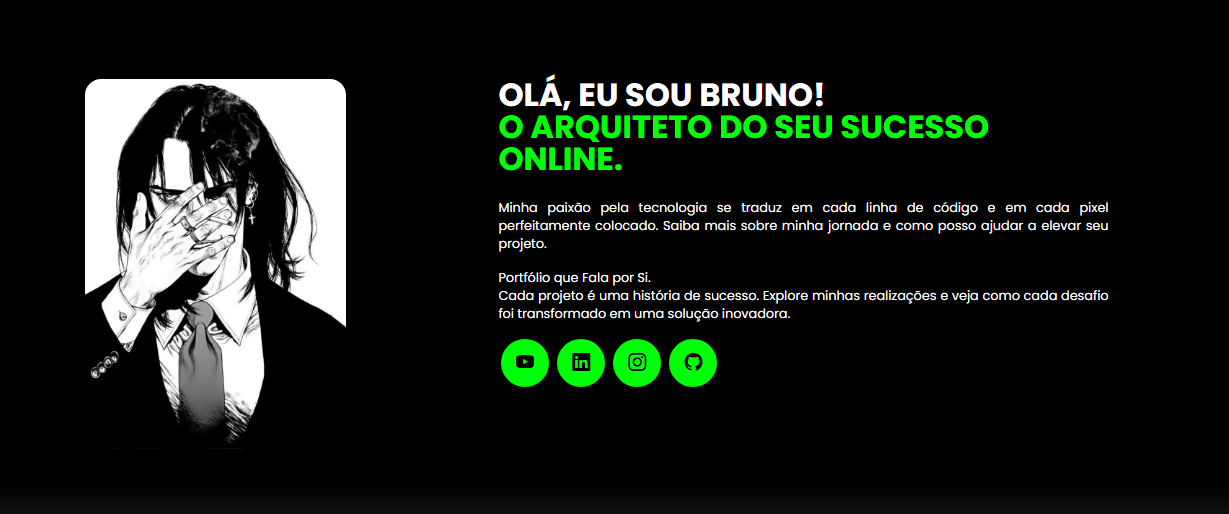 OLÁ, EU SOU BRUNO!
O ARQUITETO DO SEU SUCESSO
ONLINE.
Minha paixão pela tecnologia se traduz em cada linha de código e em cada pixel
perfeitamente colocado. Saiba mais sobre minha jornada e como posso ajudar a elevar seu
projeto.
Portfólio que Fala por Si.
Cada projeto é uma história de sucesso. Explore minhas realizações e veja como cada desafio
foi transformado em uma solução inovadora.
in